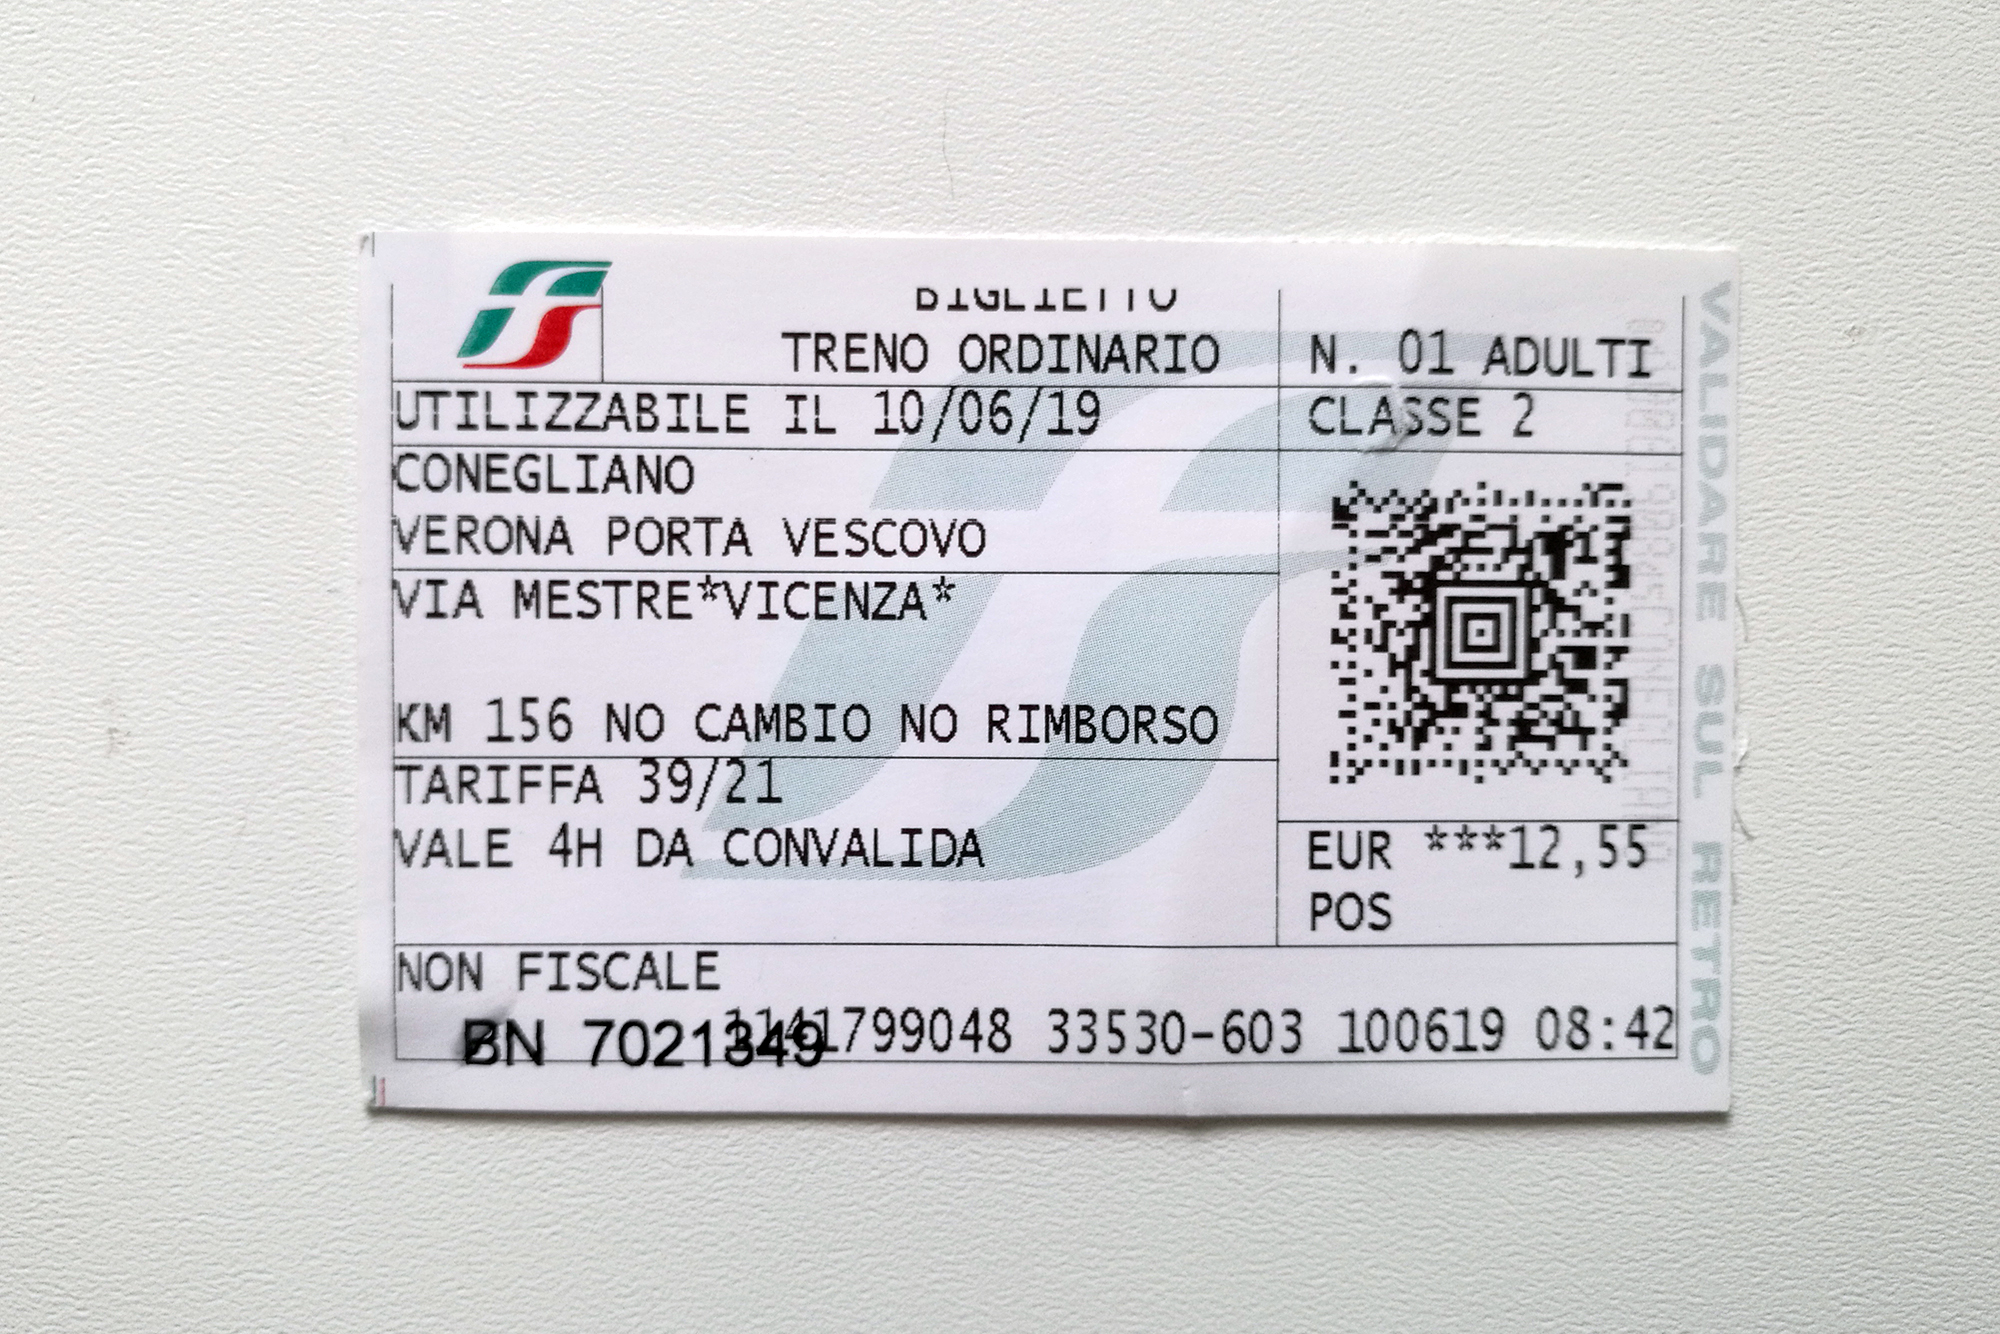 BIGLIETTO
TRENO ORDINARIO
N. 01 ADULTI
UTILIZZABILE IL 10/06/19
CLASSE 2
CONEGLIANO
VERONA PORTA VESCOVO
VIA MESTRE*VICENZA*
KM 156 NO CAMBIO NO RIMBORSO
TARIFFA 39/21
VALE 4H DA CONVALIDA
EUR ***12,55
POS
NON FISCALE
BN 7021349
1141799048 33530-603 100619 08:42
VALIDARE SUL RETRO